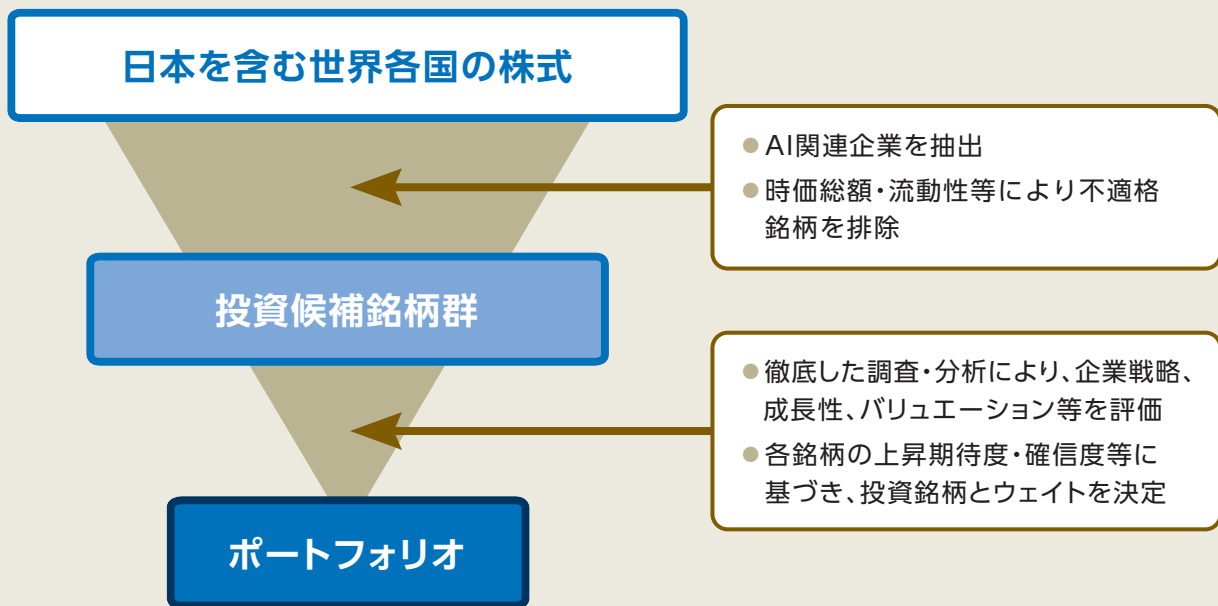 日本を含む世界各国の株式
●AI関連企業を抽出
●時価総額・流動性等により不適格
銘柄を排除
投資候補銘柄群
●徹底した調査・分析により、企業戦略、
成長性、バリュエーション等を評価
●各銘柄の上昇期待度・確信度等に
基づき、投資銘柄とウェイトを決定
ポートフォリオ